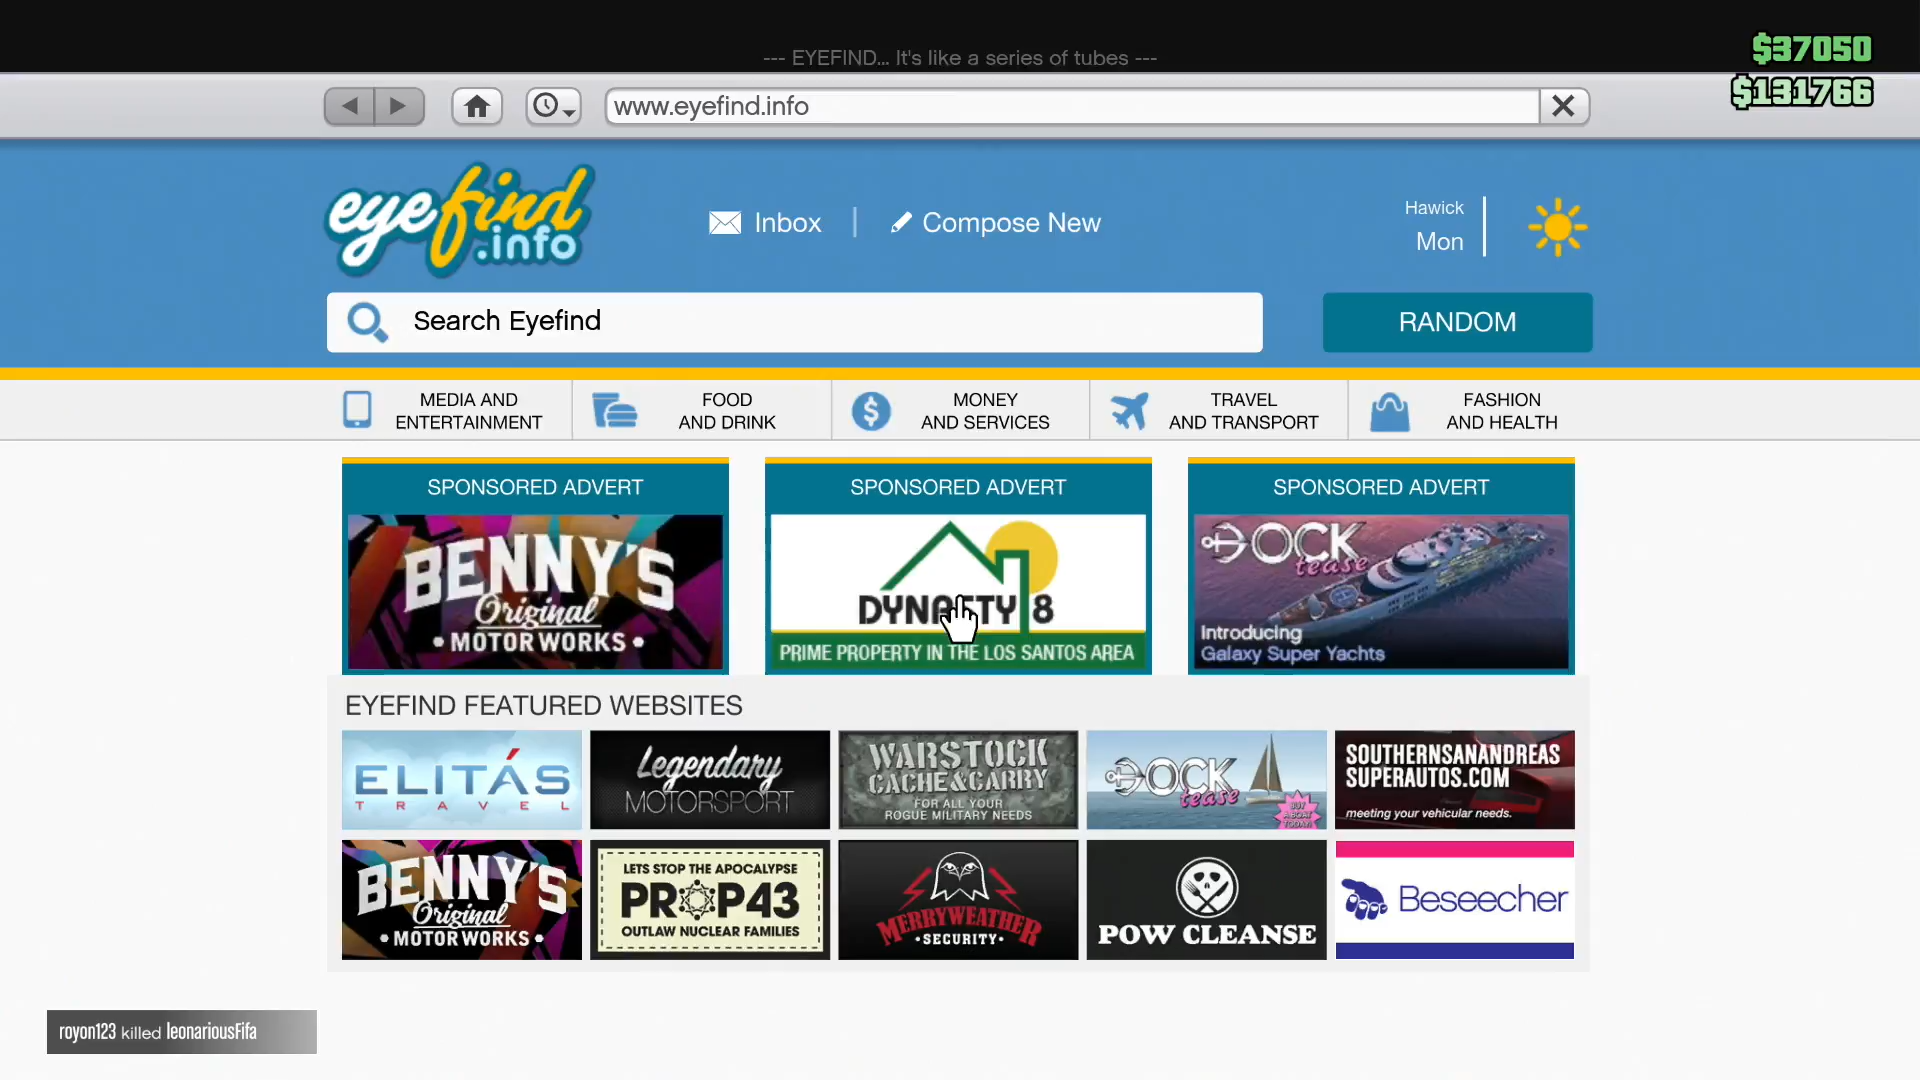 --- EYEFIND... It's like a series of tubes ---
$37050
$131766
www.eyefind.info
eyefind
.info
Inbox
Compose New
Hawick
Mon
Search Eyefind
RANDOM
MEDIA AND
ENTERTAINMENT
FOOD
AND DRINK
MONEY
AND SERVICES
TRAVEL
AND TRANSPORT
FASHION
AND HEALTH
SPONSORED ADVERT
BENNY'S
Original
• MOTOR WORKS •
SPONSORED ADVERT
DYNASTY 8
PRIME PROPERTY IN THE LOS SANTOS AREA
SPONSORED ADVERT
DOCK
tease
Introducing
Galaxy Super Yachts
EYEFIND FEATURED WEBSITES
ELITÁS
TRAVEL
Legendary
MOTORSPORT
WARSTOCK
CACHE & CARRY
FOR ALL YOUR
ROGUE MILITARY NEEDS
DOCK
tease
BUY
A BOAT
TODAY!
SOUTHERNSANANDREAS
SUPERAUTOS.COM
meeting your vehicular needs.
BENNY'S
Original
• MOTOR WORKS •
LETS STOP THE APOCALYPSE
PROP43
OUTLAW NUCLEAR FAMILIES
MERRYWEATHER
• SECURITY •
POW CLEANSE
Beseecher
royon123 killed leonariousFifa